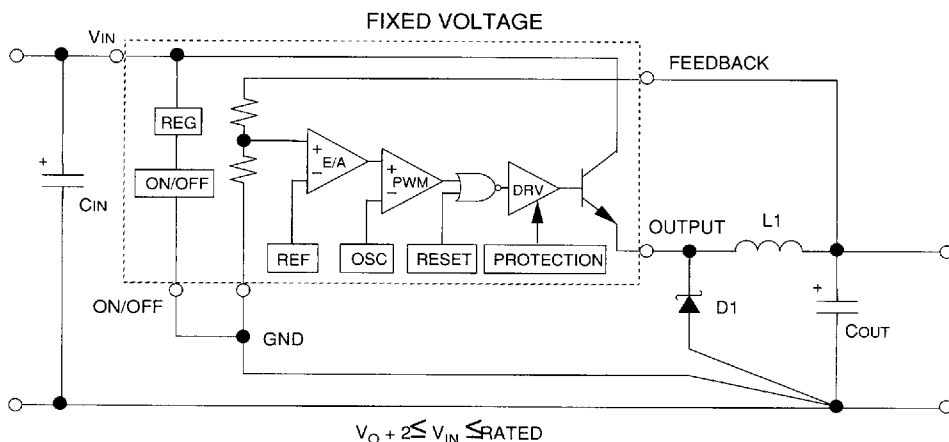 FIXED VOLTAGE
VIN
FEEDBACK
REG
+
E/A
−
+
PWM
−
DRV
ON/OFF
+
CIN
OUTPUT
L1
REF
OSC
RESET
PROTECTION
ON/OFF
GND
D1
+
COUT
VO + 2≤ VIN ≤RATED